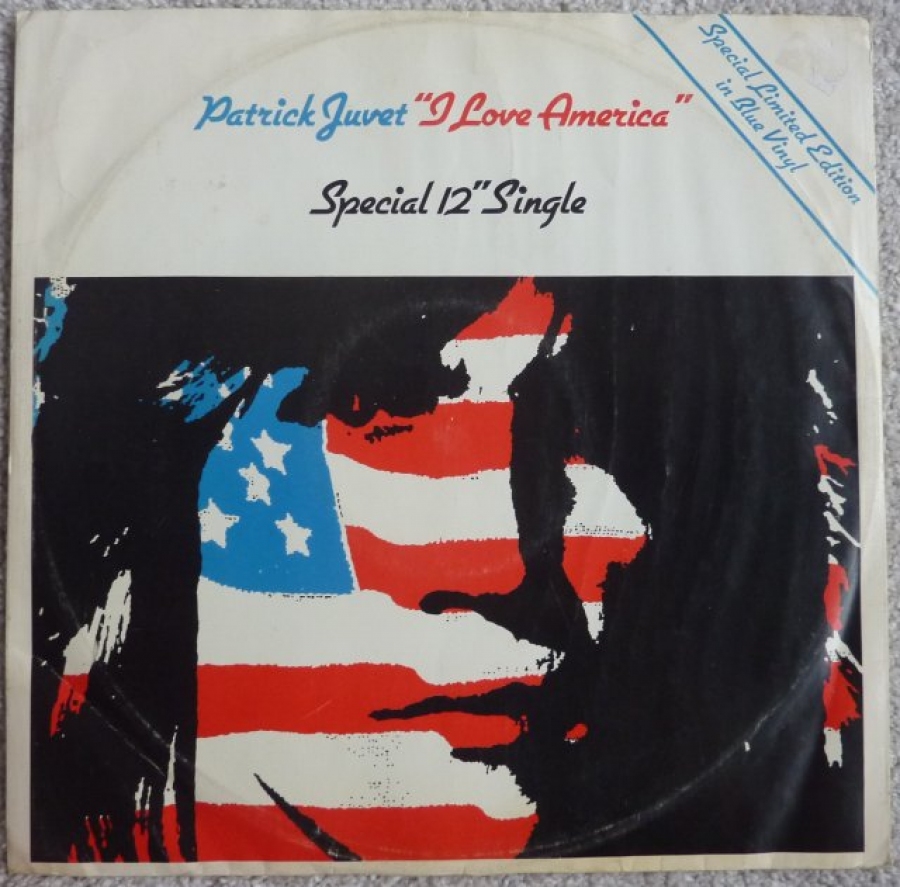 Patrick Juvet “I Love America”
Special 12” Single
Special Limited Edition
in Blue Vinyl